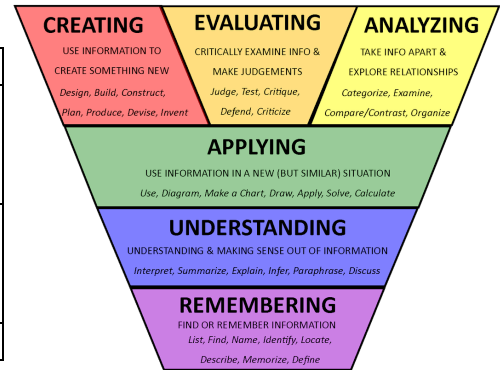 CREATING
USE INFORMATION TO
CREATE SOMETHING NEW
Design, Build, Construct,
Plan, Produce, Devise, Invent
EVALUATING
CRITICALLY EXAMINE INFO &
MAKE JUDGEMENTS
Judge, Test, Critique,
Defend, Criticize
ANALYZING
TAKE INFO APART &
EXPLORE RELATIONSHIPS
Categorize, Examine,
Compare/Contrast, Organize
APPLYING
USE INFORMATION IN A NEW (BUT SIMILAR) SITUATION
Use, Diagram, Make a Chart, Draw, Apply, Solve, Calculate
UNDERSTANDING
UNDERSTANDING & MAKING SENSE OUT OF INFORMATION
Interpret, Summarize, Explain, Infer, Paraphrase, Discuss
REMEMBERING
FIND OR REMEMBER INFORMATION
List, Find, Name, Identify, Locate,
Describe, Memorize, Define